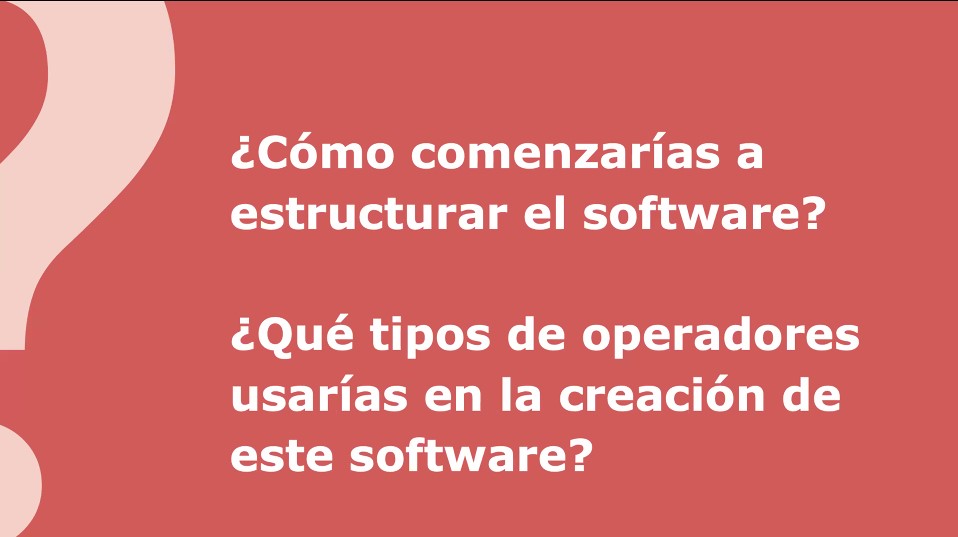 ¿Cómo comenzarías a
estructurar el software?
¿Qué tipos de operadores
usarías en la creación de
este software?